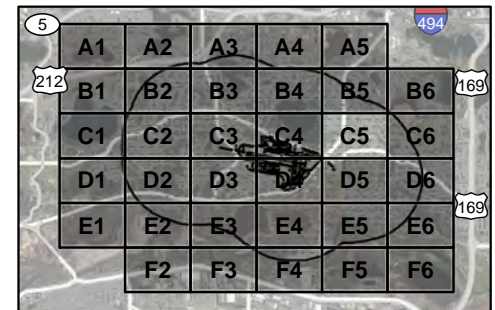 5 494
A1 A2 A3 A4 A5
212 B1 B2 B3 B4 B5 B6 169
C1 C2 C3 C4 C5 C6
D1 D2 D3 D4 D5 D6
169
E1 E2 E3 E4 E5 E6
F2 F3 F4 F5 F6